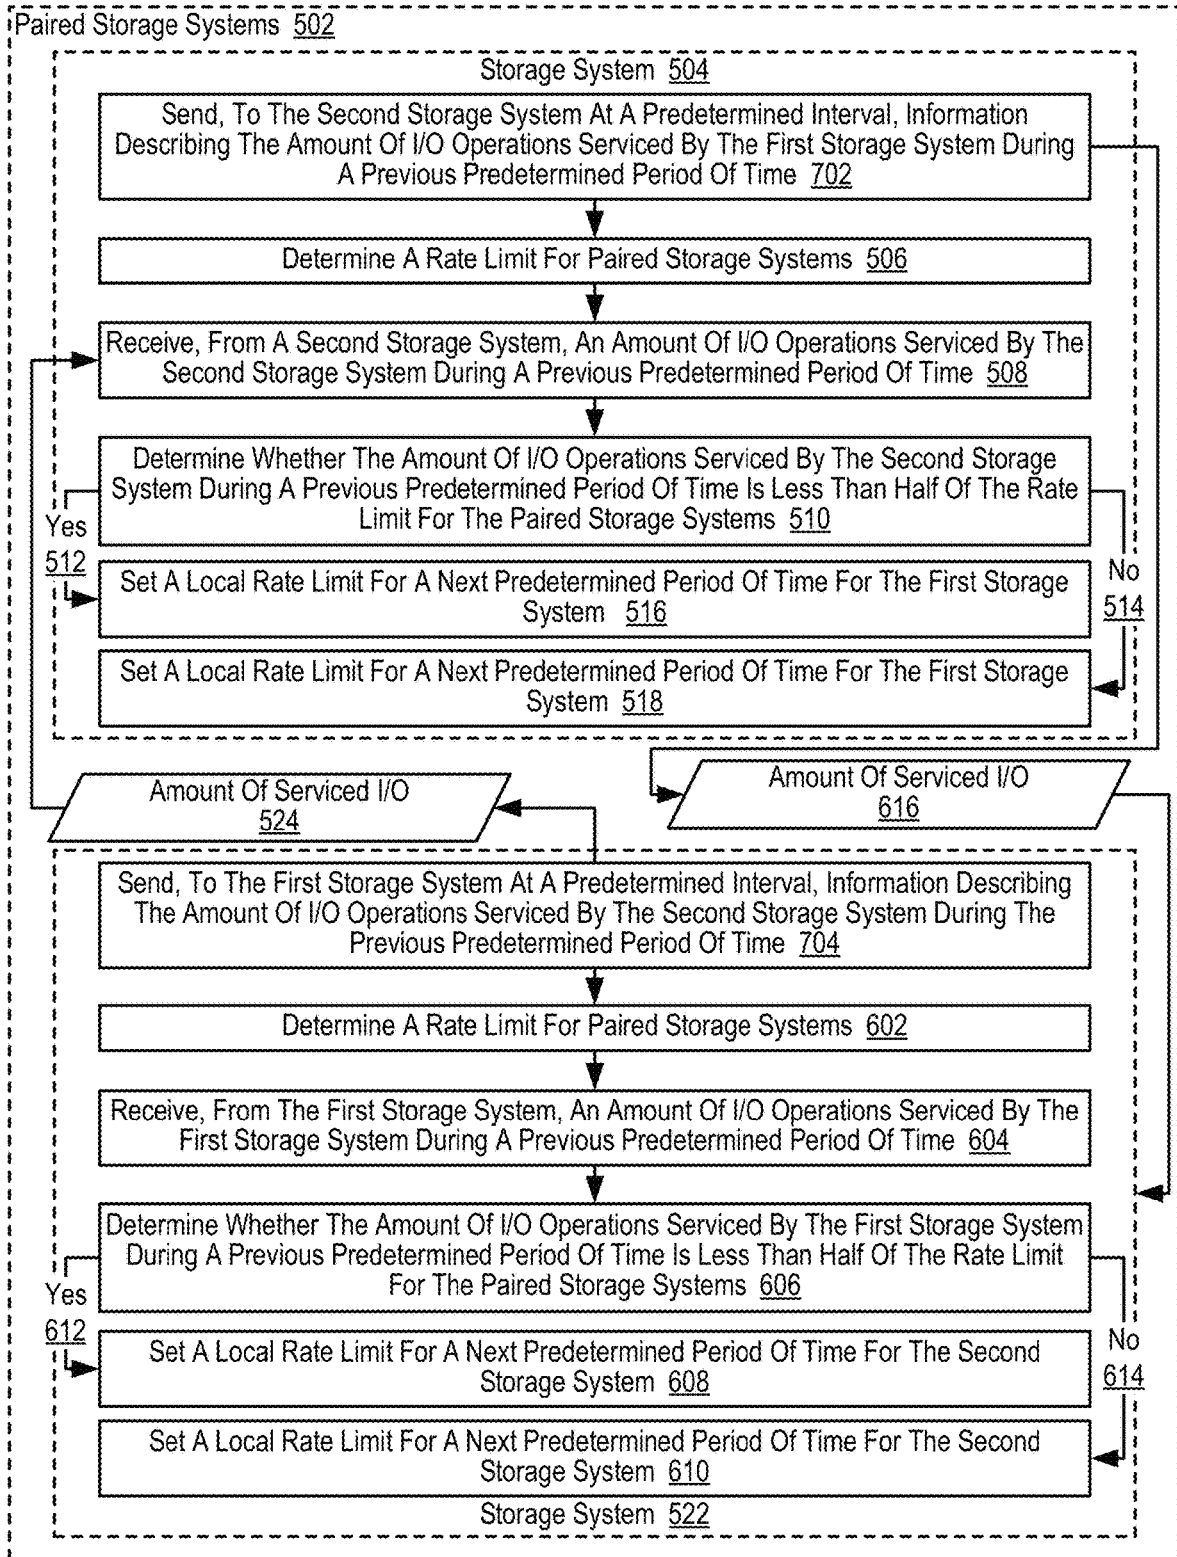 Paired Storage Systems 502
Storage System 504
Send, To The Second Storage System At A Predetermined Interval, Information
Describing The Amount Of I/O Operations Serviced By The First Storage System During
A Previous Predetermined Period Of Time 702
Determine A Rate Limit For Paired Storage Systems 506
Receive, From A Second Storage System, An Amount Of I/O Operations Serviced By The
Second Storage System During A Previous Predetermined Period Of Time 508
Determine Whether The Amount Of I/O Operations Serviced By The Second Storage
System During A Previous Predetermined Period Of Time Is Less Than Half Of The Rate
Limit For The Paired Storage Systems 510
Yes
512
No
514
Set A Local Rate Limit For A Next Predetermined Period Of Time For The First Storage
System 516
Set A Local Rate Limit For A Next Predetermined Period Of Time For The First Storage
System 518
Amount Of Serviced I/O
524
Amount Of Serviced I/O
616
Send, To The First Storage System At A Predetermined Interval, Information Describing
The Amount Of I/O Operations Serviced By The Second Storage System During The
Previous Predetermined Period Of Time 704
Determine A Rate Limit For Paired Storage Systems 602
Receive, From The First Storage System, An Amount Of I/O Operations Serviced By The
First Storage System During A Previous Predetermined Period Of Time 604
Determine Whether The Amount Of I/O Operations Serviced By The First Storage System
During A Previous Predetermined Period Of Time Is Less Than Half Of The Rate Limit
For The Paired Storage Systems 606
Yes
612
No
614
Set A Local Rate Limit For A Next Predetermined Period Of Time For The Second
Storage System 608
Set A Local Rate Limit For A Next Predetermined Period Of Time For The Second
Storage System 610
Storage System 522